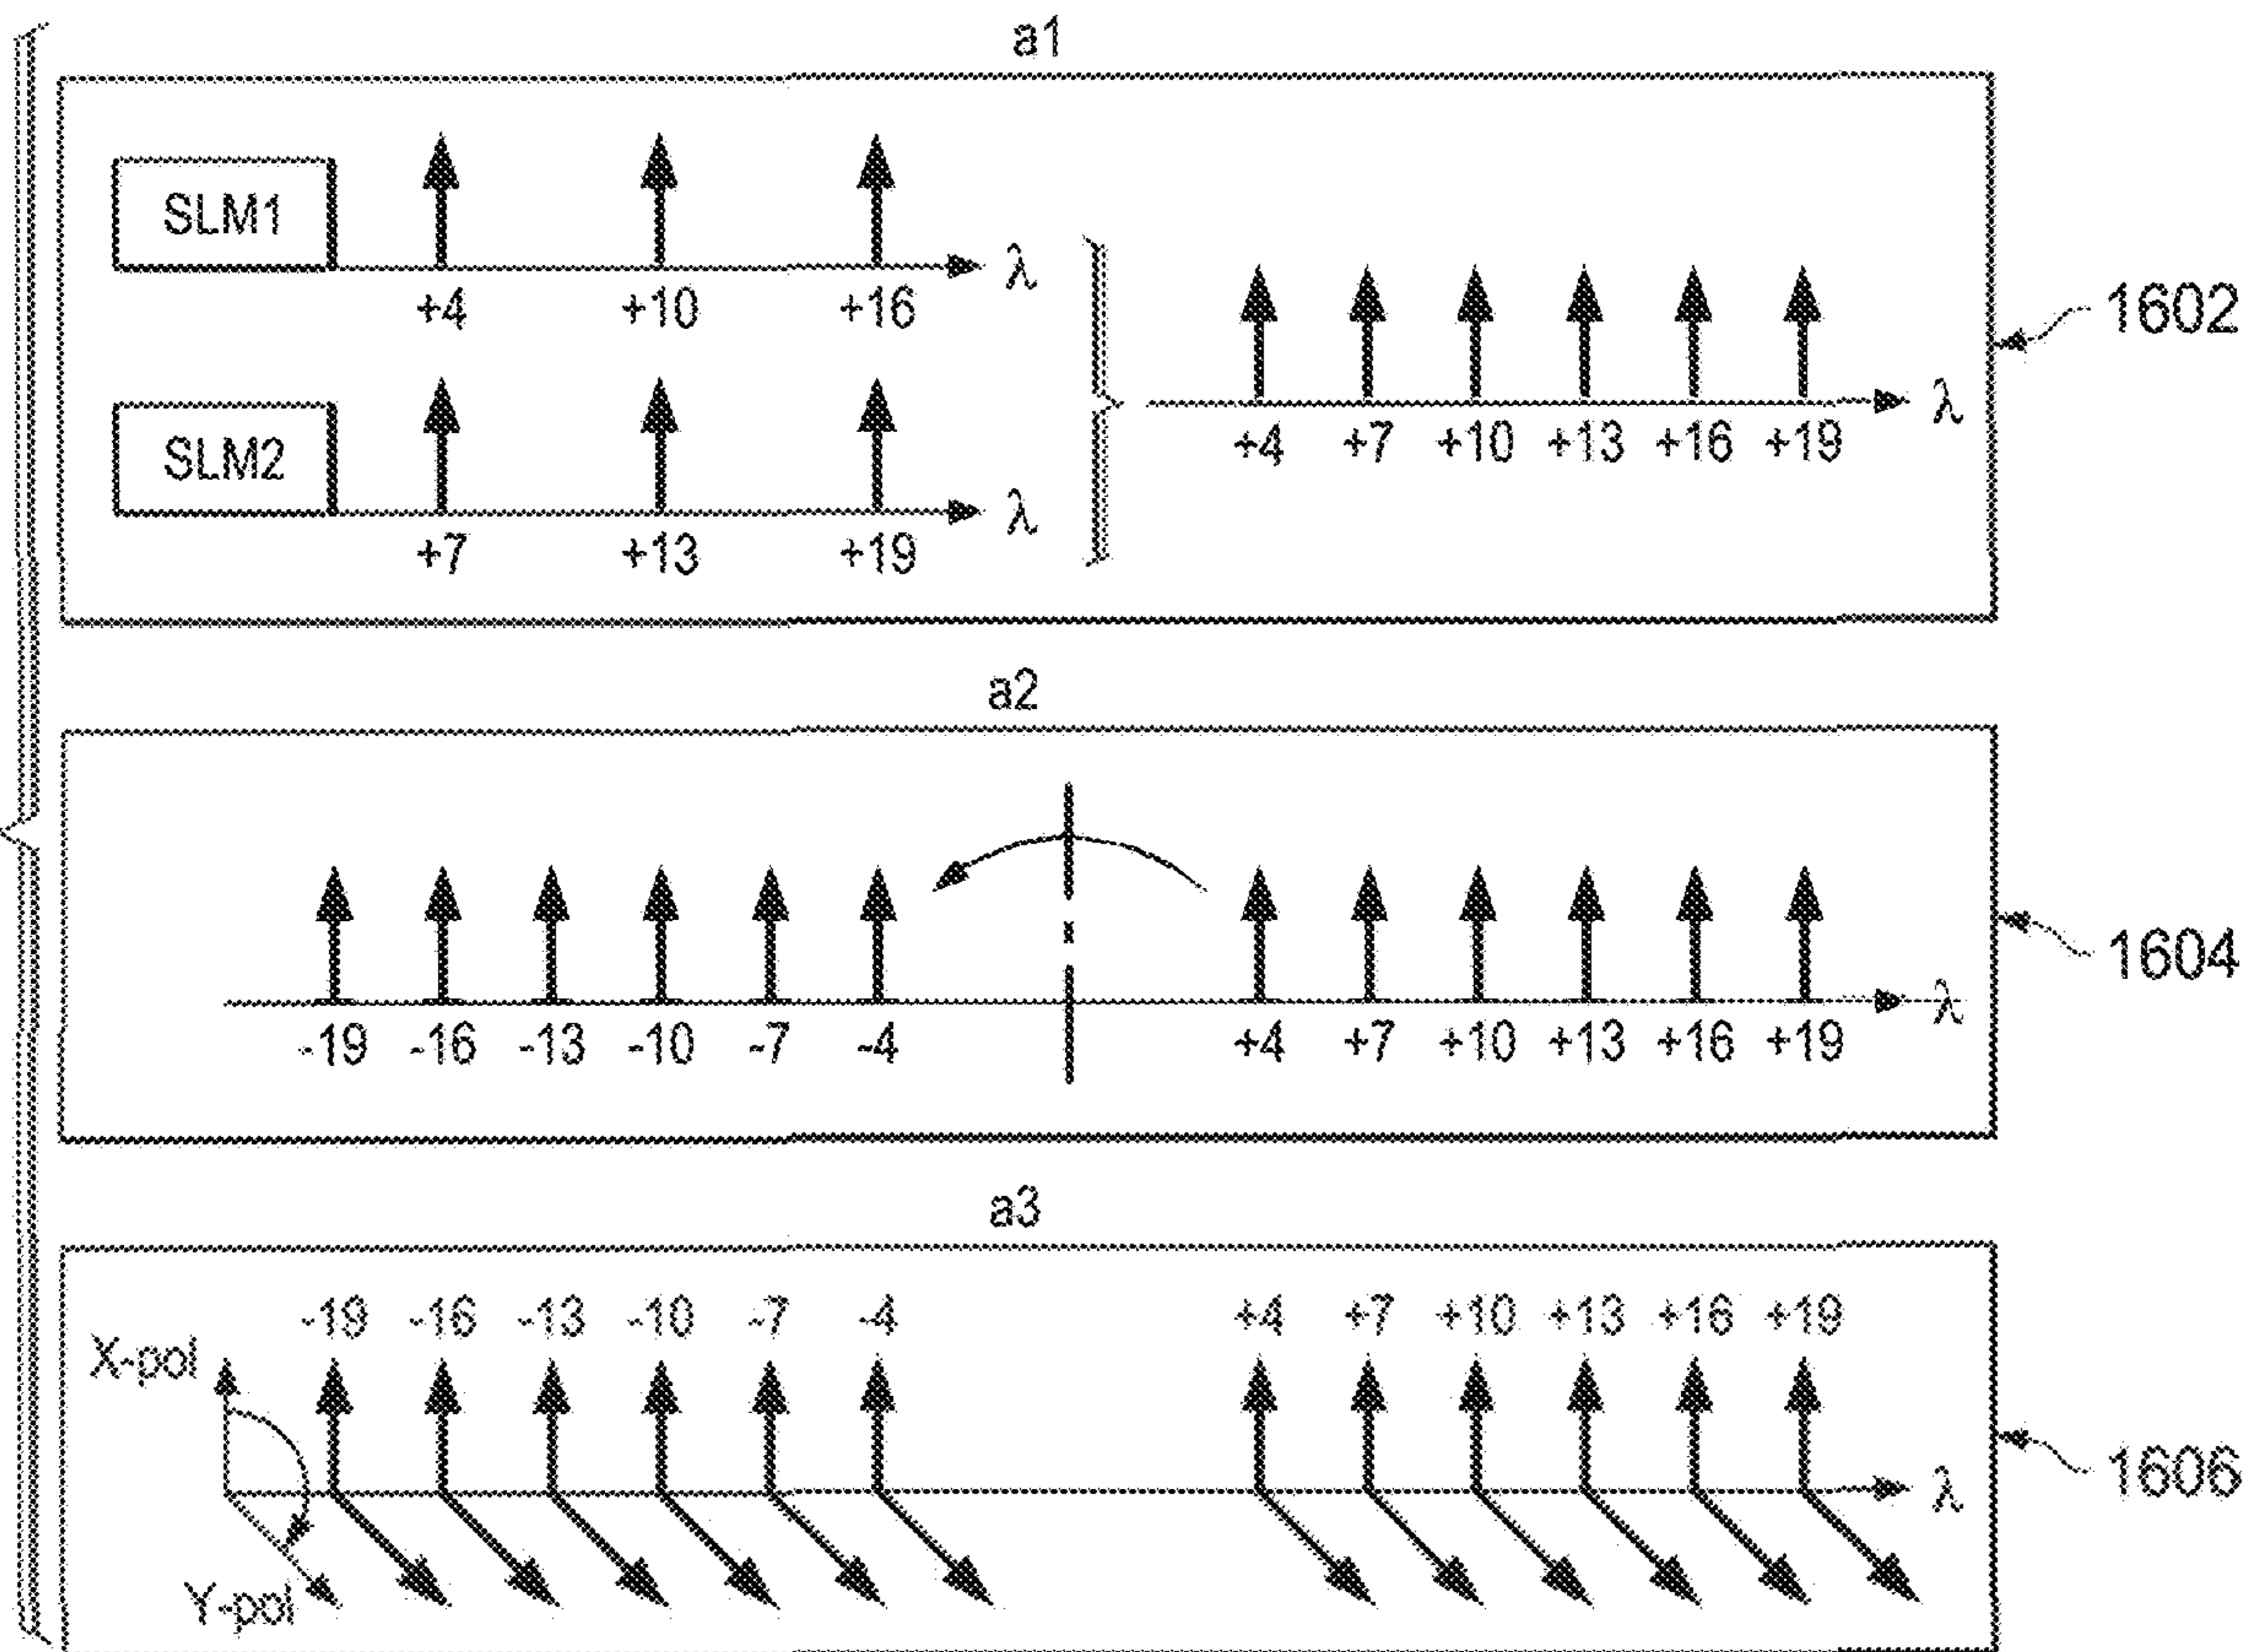 a1
SLM1
+4 +10 +16 λ
SLM2
+7 +13 +19 λ
+4 +7 +10 +13 +16 +19 λ
1602
a2
-19 -16 -13 -10 -7 -4 +4 +7 +10 +13 +16 +19 λ
1604
a3
-19 -16 -13 -10 -7 -4 +4 +7 +10 +13 +16 +19
X-pol
λ
Y-pol
1606